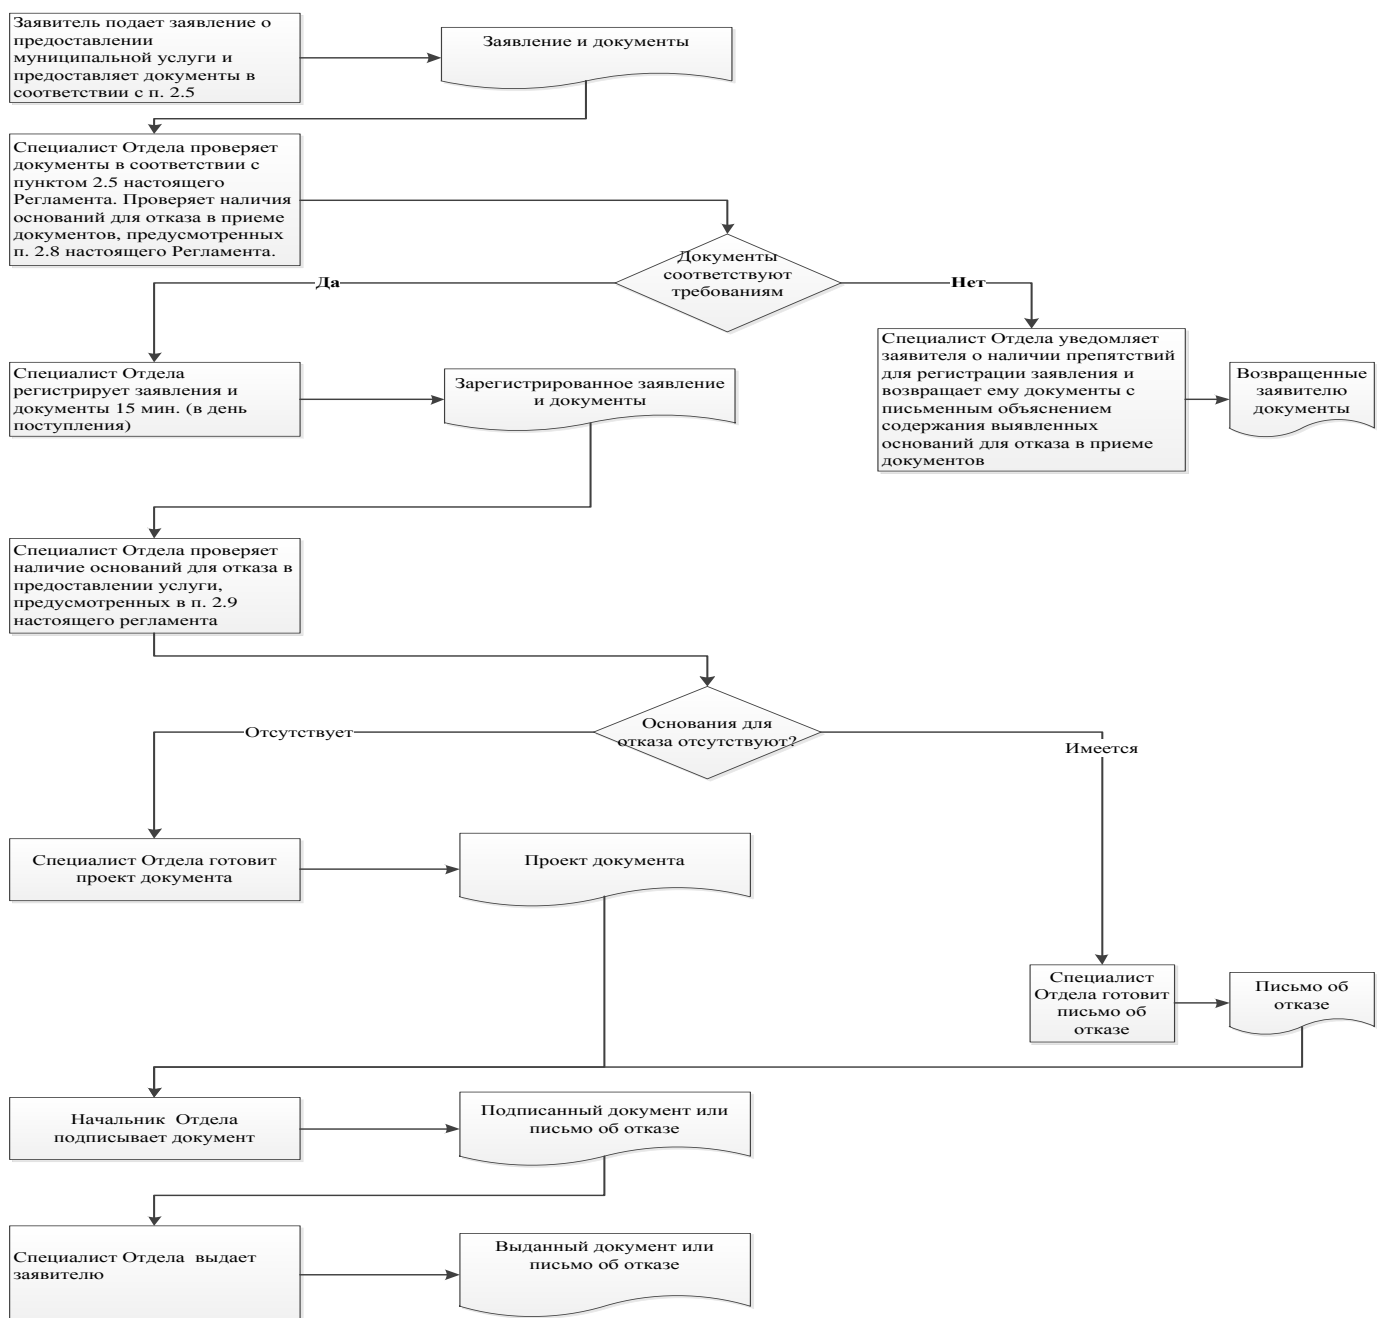 Заявитель подает заявление о
предоставлении
муниципальной услуги и
предоставляет документы в
соответствии с п. 2.5
Заявление и документы
Специалист Отдела проверяет
документы в соответствии с
пунктом 2.5 настоящего
Регламента. Проверяет наличия
оснований для отказа в приеме
документов, предусмотренных
п. 2.8 настоящего Регламента.
Документы
соответствуют
требованиям
Да
Нет
Специалист Отдела
регистрирует заявления и
документы 15 мин. (в день
поступления)
Зарегистрированное заявление
и документы
Специалист Отдела уведомляет
заявителя о наличии препятствий
для регистрации заявления и
возвращает ему документы с
письменным объяснением
содержания выявленных
оснований для отказа в приеме
документов
Возвращенные
заявителю
документы
Специалист Отдела проверяет
наличие оснований для отказа в
предоставлении услуги,
предусмотренных в п. 2.9
настоящего регламента
Основания для
отказа отсутствуют?
Отсутствует
Имеется
Специалист Отдела готовит
проект документа
Проект документа
Специалист
Отдела готовит
письмо об
отказе
Письмо об
отказе
Начальник  Отдела
подписывает документ
Подписанный документ или
письмо об отказе
Специалист Отдела  выдает
заявителю
Выданный документ или
письмо об отказе